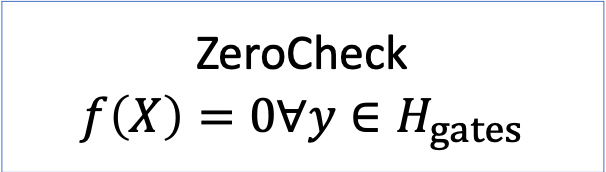 ZeroCheck
f(X) = 0∀y ∈ H_gates